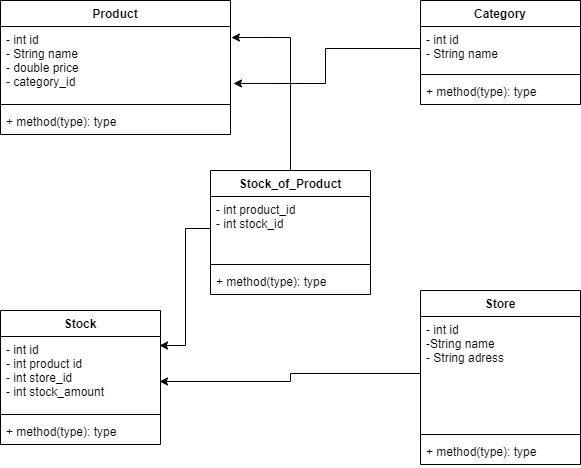 Product
- int id
- String name
- double price
- category_id
+ method(type): type
Category
- int id
- String name
+ method(type): type
Stock_of_Product
- int product_id
- int stock_id
+ method(type): type
Stock
- int id
- int product id
- int store_id
- int stock_amount
+ method(type): type
Store
- int id
-String name
- String adress
+ method(type): type